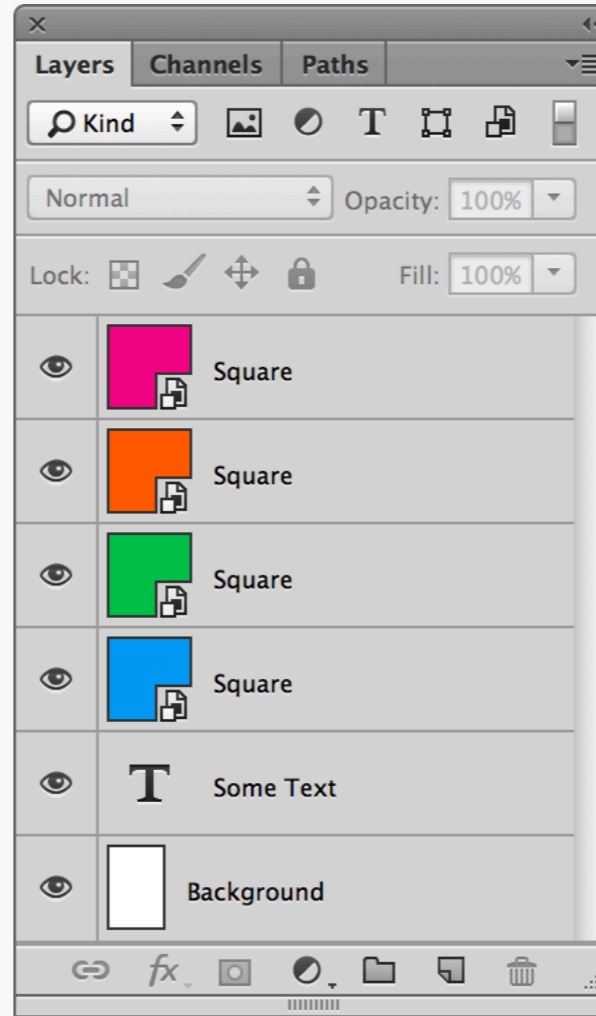 Layers Channels Paths
Kind T
Normal Opacity: 100%
Lock: Fill: 100%
Square
Square
Square
Square
T Some Text
Background
fx